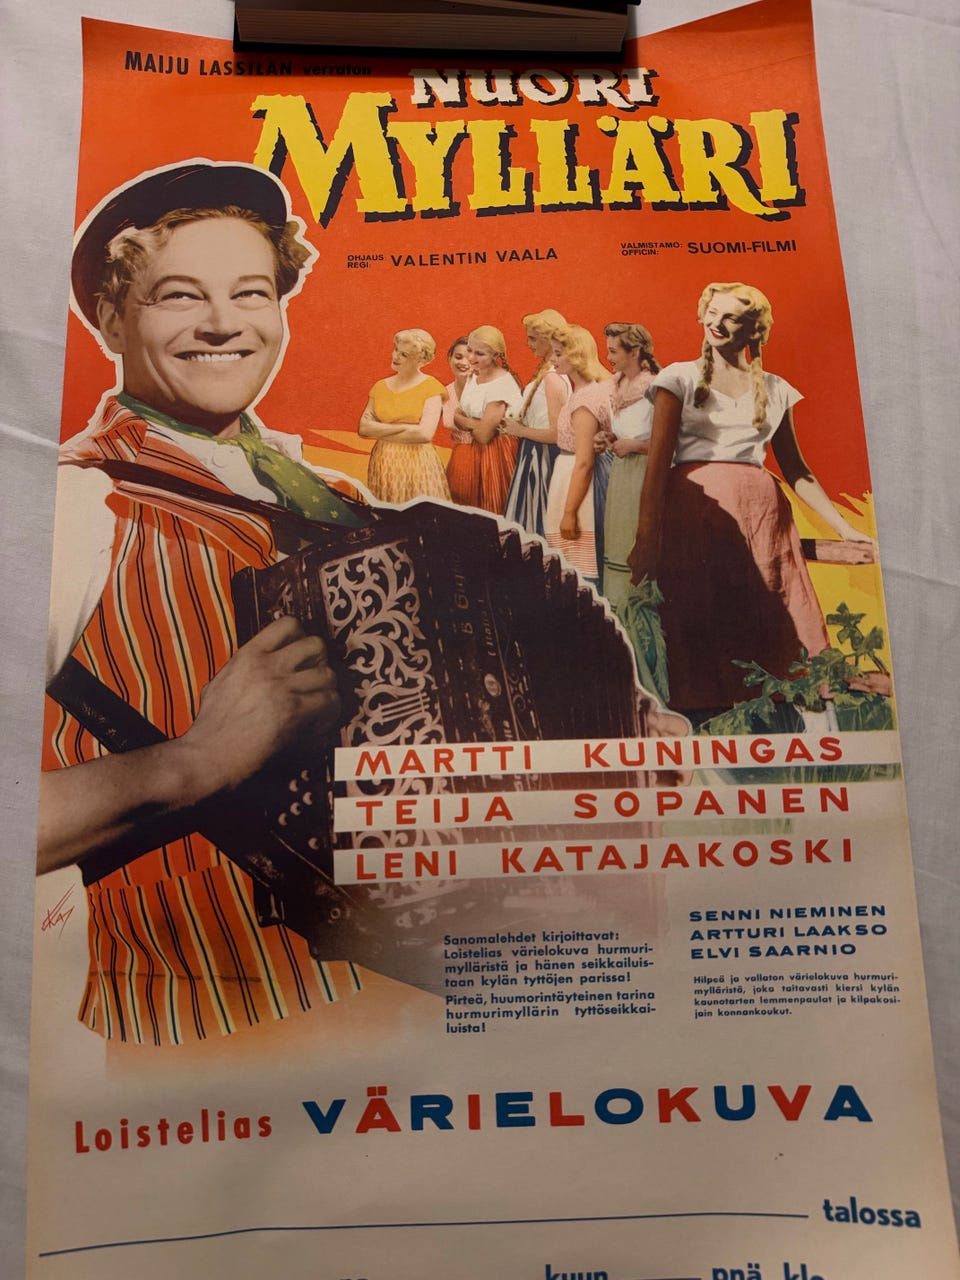 MAIJU LASSILAN verraton
NUORI
MYLLÄRI
OHJAUS
REGI:
VALENTIN VAALA
VALMISTAMO:
OFFICIN:
SUOMI-FILMI
MARTTI KUNINGAS
TEIJA SOPANEN
LENI KATAJAKOSKI
SENNI NIEMINEN
ARTTURI LAAKSO
ELVI SAARNIO
Sanomalehdet kirjoittavat:
Loistelias värielokuva hurmuri-
mylläristä ja hänen seikkailuis-
taan kylän tyttöjen parissa!
Pirteä, huumorintäyteinen tarina
hurmurimyllärin tyttöseikkai-
luista!
Hilpeä ja vallaton värielokuva hurmuri-
mylläristä, joka taitavasti kiersi kylän
kaunotarten lemmenpaulat ja kilpakosi-
jain konnankoukut.
Loistelias VÄRIELOKUVA
talossa
kuun pnä klo